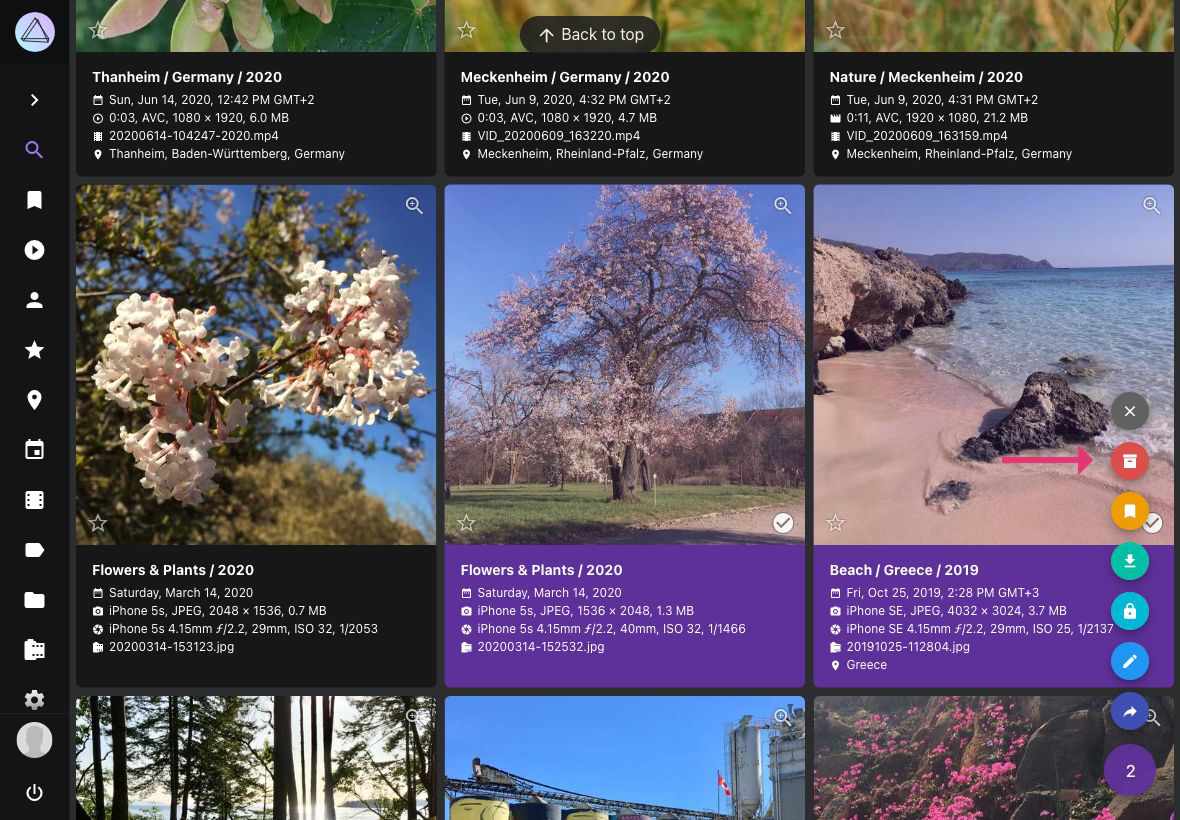 Back to top
Thanheim / Germany / 2020
Sun, Jun 14, 2020, 12:42 PM GMT+2
0:03, AVC, 1080 × 1920, 6.0 MB
20200614-104247-2020.mp4
Thanheim, Baden-Württemberg, Germany
Meckenheim / Germany / 2020
Tue, Jun 9, 2020, 4:32 PM GMT+2
0:03, AVC, 1080 × 1920, 4.7 MB
VID_20200609_163220.mp4
Meckenheim, Rheinland-Pfalz, Germany
Nature / Meckenheim / 2020
Tue, Jun 9, 2020, 4:31 PM GMT+2
0:11, AVC, 1920 × 1080, 21.2 MB
VID_20200609_163159.mp4
Meckenheim, Rheinland-Pfalz, Germany
Flowers & Plants / 2020
Saturday, March 14, 2020
iPhone 5s, JPEG, 2048 × 1536, 0.7 MB
iPhone 5s 4.15mm ƒ/2.2, 29mm, ISO 32, 1/2053
20200314-153123.jpg
Flowers & Plants / 2020
Saturday, March 14, 2020
iPhone 5s, JPEG, 1536 × 2048, 1.3 MB
iPhone 5s 4.15mm ƒ/2.2, 40mm, ISO 32, 1/1466
20200314-152532.jpg
Beach / Greece / 2019
Fri, Oct 25, 2019, 2:28 PM GMT+3
iPhone SE, JPEG, 4032 × 3024, 3.7 MB
iPhone SE 4.15mm ƒ/2.2, 29mm, ISO 25, 1/2137
20191025-112804.jpg
Greece
2